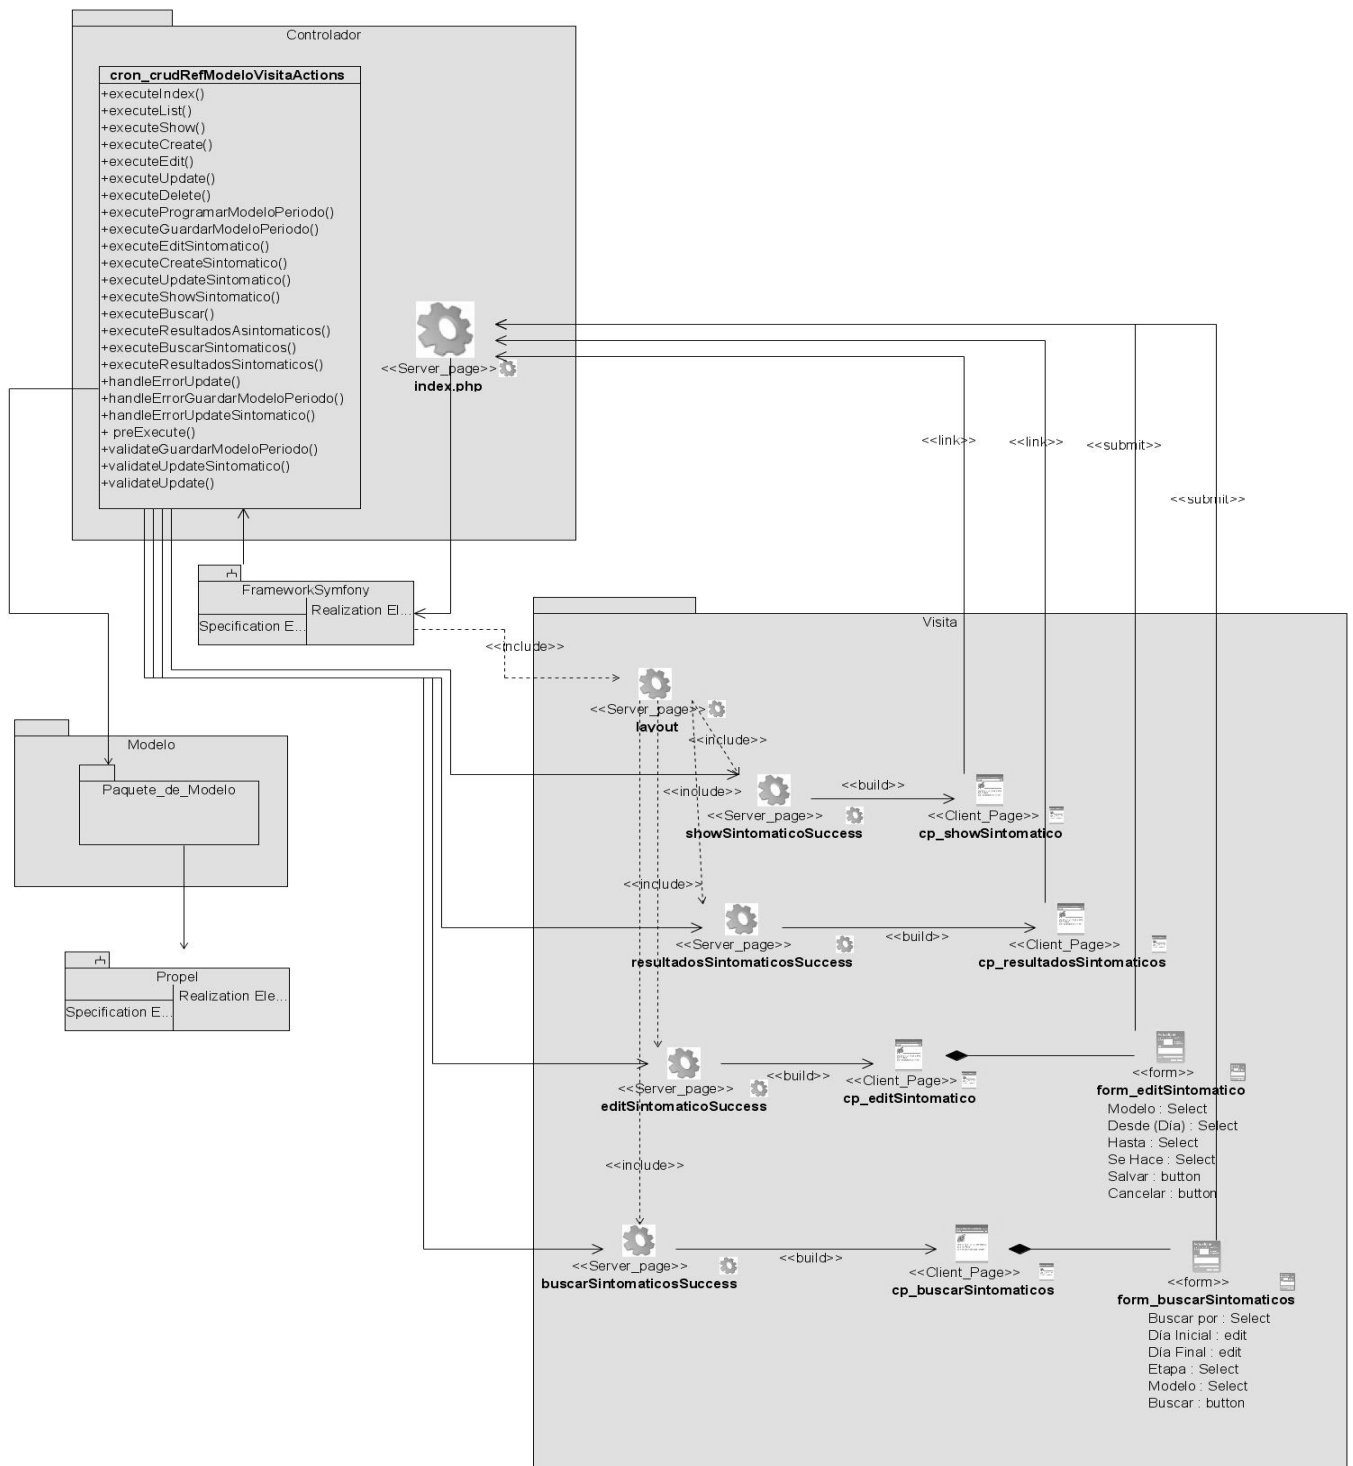 Controlador
cron_crudRefModeloVisitaActions
+executeIndex()
+executeList()
+executeShow()
+executeCreate()
+executeEdit()
+executeUpdate()
+executeDelete()
+executeProgramarModeloPeriodo()
+executeGuardarModeloPeriodo()
+executeEditSintomatico()
+executeCreateSintomatico()
+executeUpdateSintomatico()
+executeShowSintomatico()
+executeBuscar()
+executeResultadosAsintomaticos()
+executeBuscarSintomaticos()
+executeResultadosSintomaticos()
+handleErrorUpdate()
+handleErrorGuardarModeloPeriodo()
+handleErrorUpdateSintomatico()
+ preExecute()
+validateGuardarModeloPeriodo()
+validateUpdateSintomatico()
+validateUpdate()
<<Server_page>>
index.php
<<link>>
<<link>>
<<submit>>
<<submit>>
FrameworkSymfony
Realization El...
Specification E...
<<include>>
Visita
<<Server_page>>
layout
<<include>>
<<include>>
<<build>>
<<Server_page>>
showSintomaticoSuccess
<<Client_Page>>
cp_showSintomatico
Modelo
Paquete_de_Modelo
<<include>>
<<build>>
<<Server_page>>
resultadosSintomaticosSuccess
<<Client_Page>>
cp_resultadosSintomaticos
Propel
Realization Ele...
Specification E...
<<build>>
<<Server_page>>
editSintomaticoSuccess
<<Client_Page>>
cp_editSintomatico
<<form>>
form_editSintomatico
Modelo : Select
Desde (Día) : Select
Hasta : Select
Se Hace : Select
Salvar : button
Cancelar : button
<<include>>
<<build>>
<<Server_page>>
buscarSintomaticosSuccess
<<Client_Page>>
cp_buscarSintomaticos
<<form>>
form_buscarSintomaticos
Buscar por : Select
Día Inicial : edit
Día Final : edit
Etapa : Select
Modelo : Select
Buscar : button